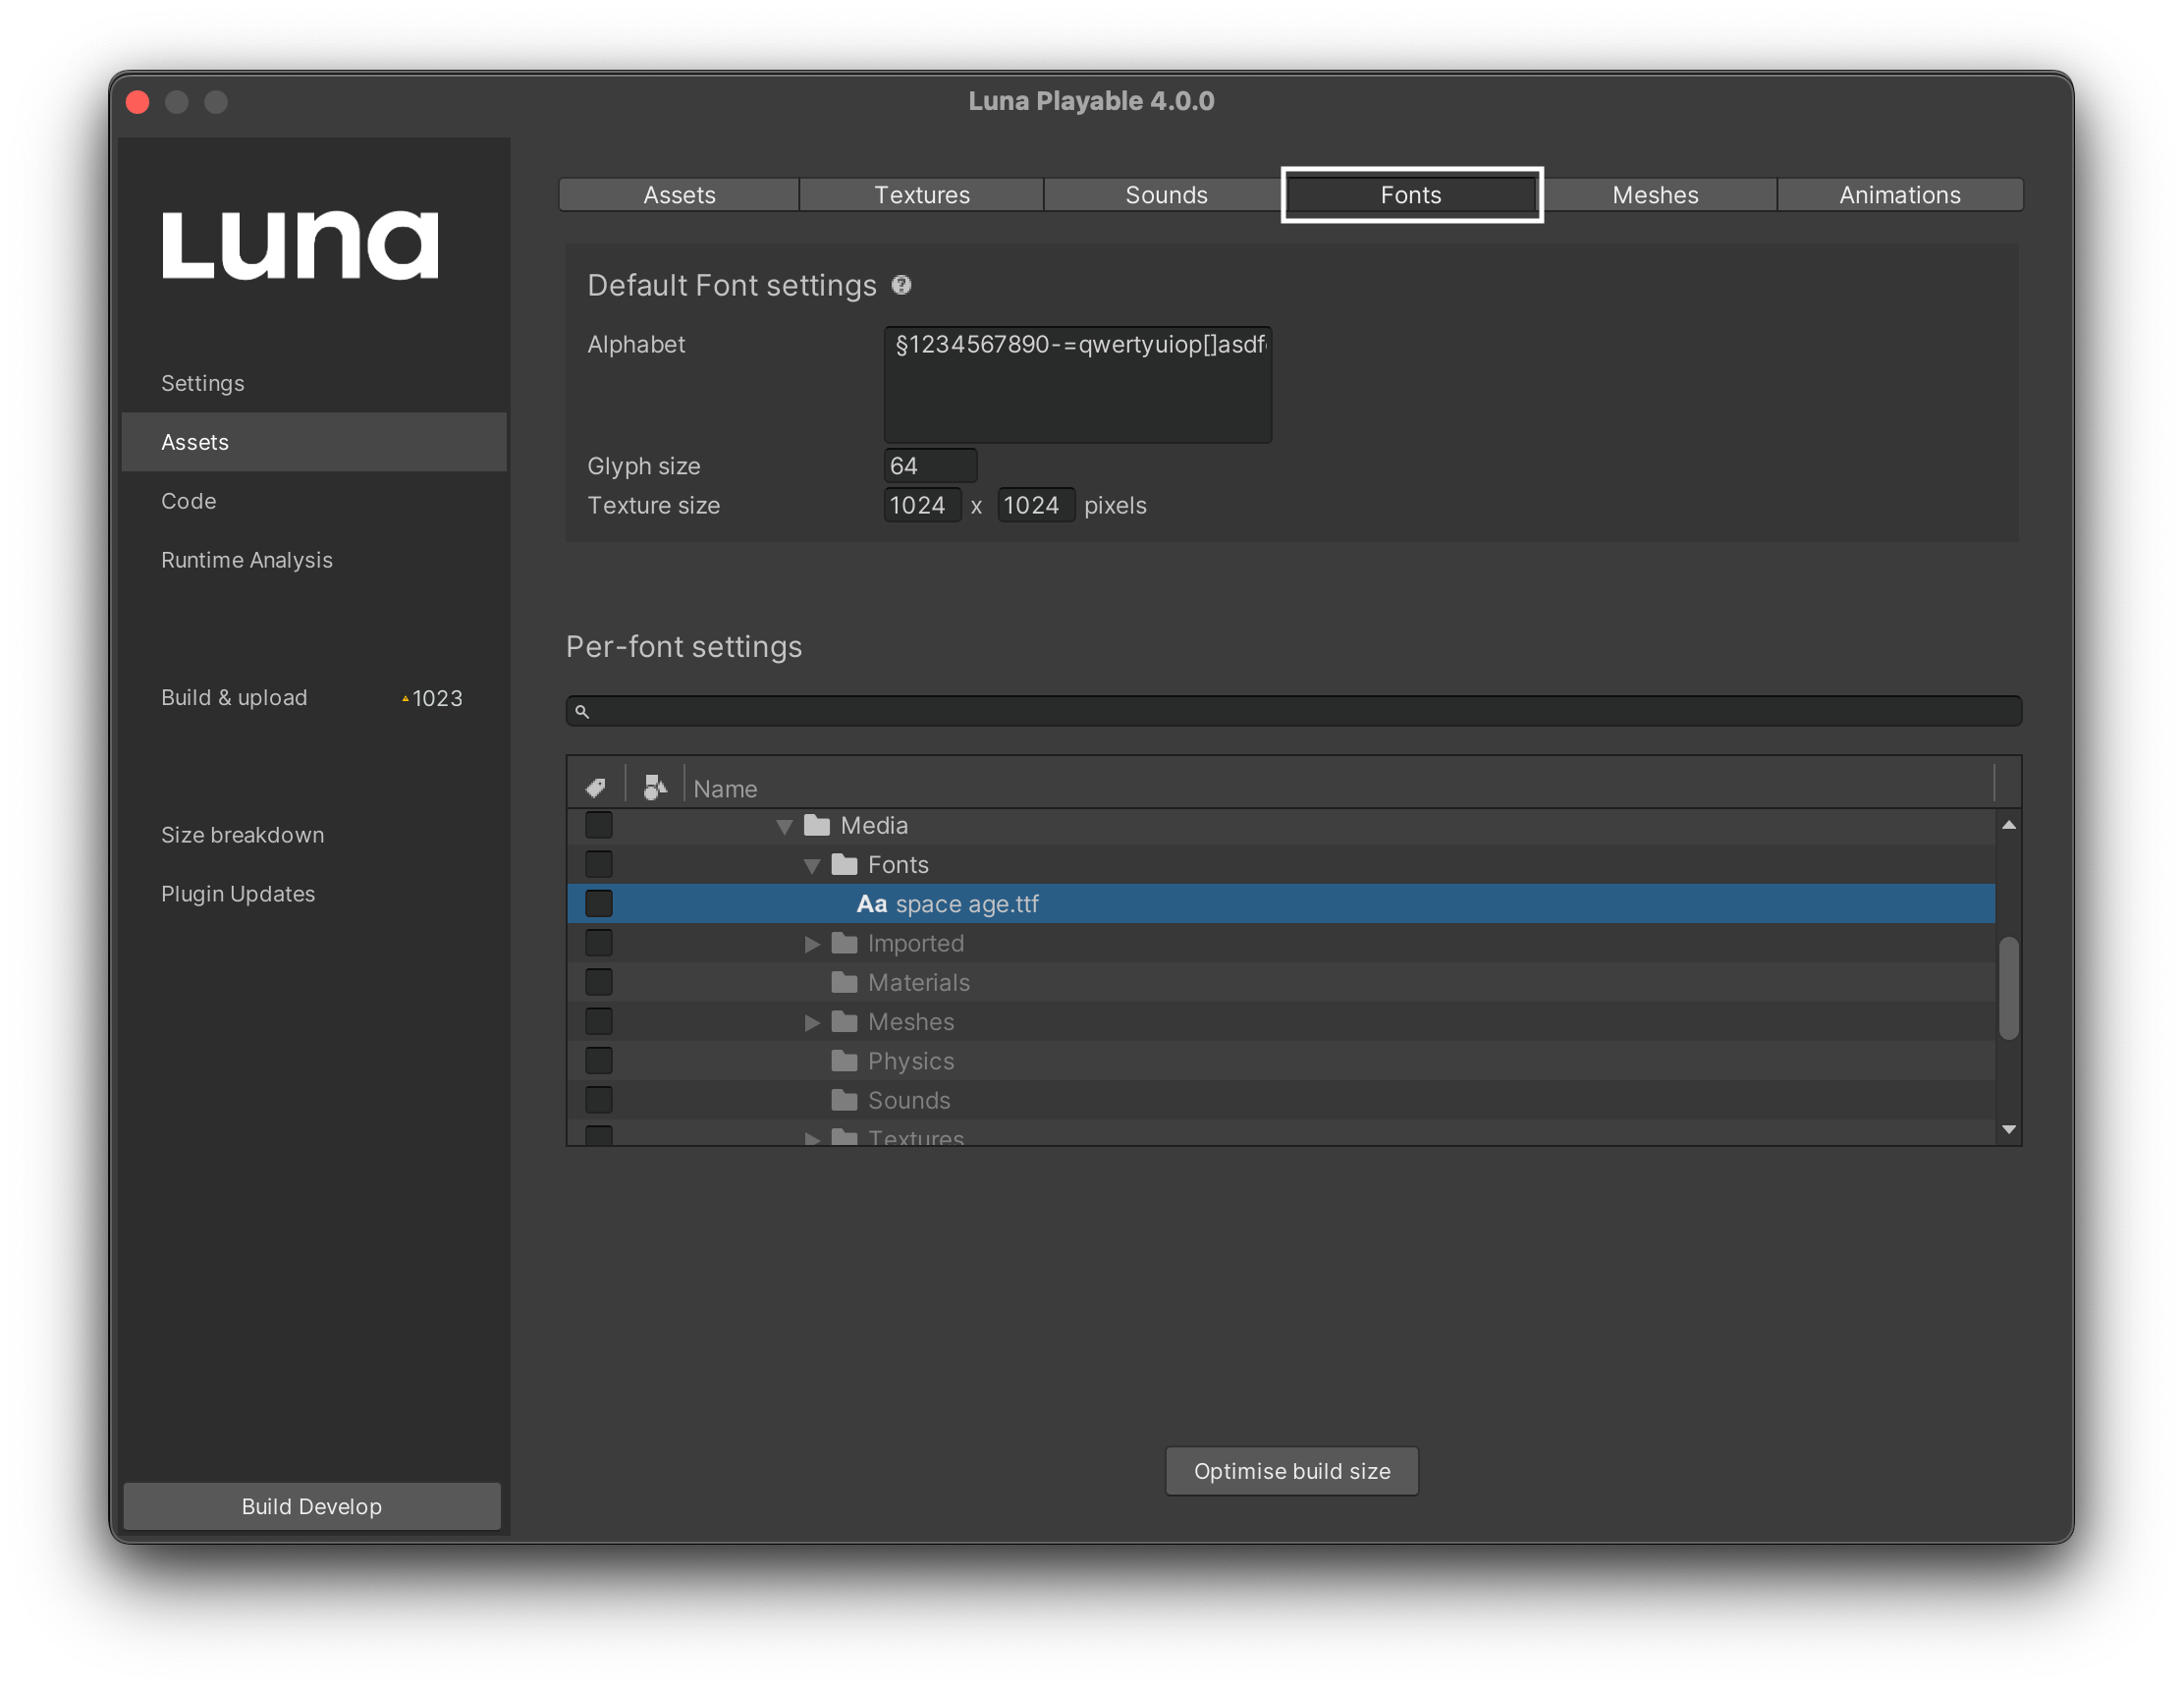 Luna Playable 4.0.0
Luna
Settings
Assets
Code
Runtime Analysis
Build & upload 1023
Size breakdown
Plugin Updates
Build Develop
Assets Textures Sounds Fonts Meshes Animations
Default Font settings ?
Alphabet §1234567890-=qwertyuiop[]asdf
Glyph size 64
Texture size 1024 x 1024 pixels
Per-font settings
Name
Media
Fonts
Aa space age.ttf
Imported
Materials
Meshes
Physics
Sounds
Textures
Optimise build size